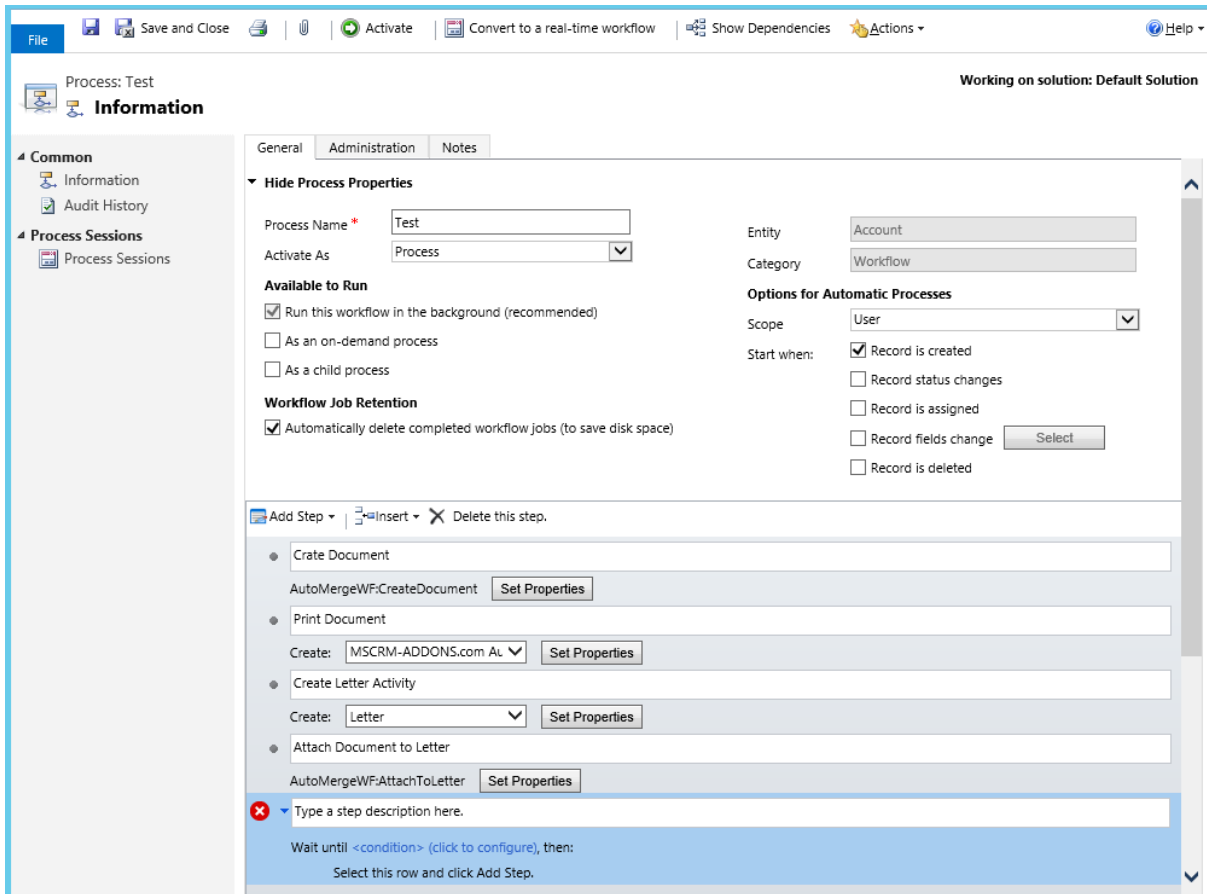 File
Save and Close
Activate
Convert to a real-time workflow
Show Dependencies
Actions
Help
Process: Test
Information
Working on solution: Default Solution
Common
Information
Audit History
Process Sessions
Process Sessions
General Administration Notes
Hide Process Properties
Process Name * Test
Activate As Process
Available to Run
Run this workflow in the background (recommended)
As an on-demand process
As a child process
Workflow Job Retention
Automatically delete completed workflow jobs (to save disk space)
Entity Account
Category Workflow
Options for Automatic Processes
Scope User
Start when: Record is created
Record status changes
Record is assigned
Record fields change Select
Record is deleted
Add Step Insert Delete this step.
Crate Document
AutoMergeWF:CreateDocument Set Properties
Print Document
Create: MSCRM-ADDONS.com Au Set Properties
Create Letter Activity
Create: Letter Set Properties
Attach Document to Letter
AutoMergeWF:AttachToLetter Set Properties
Type a step description here.
Wait until <condition> (click to configure), then:
Select this row and click Add Step.